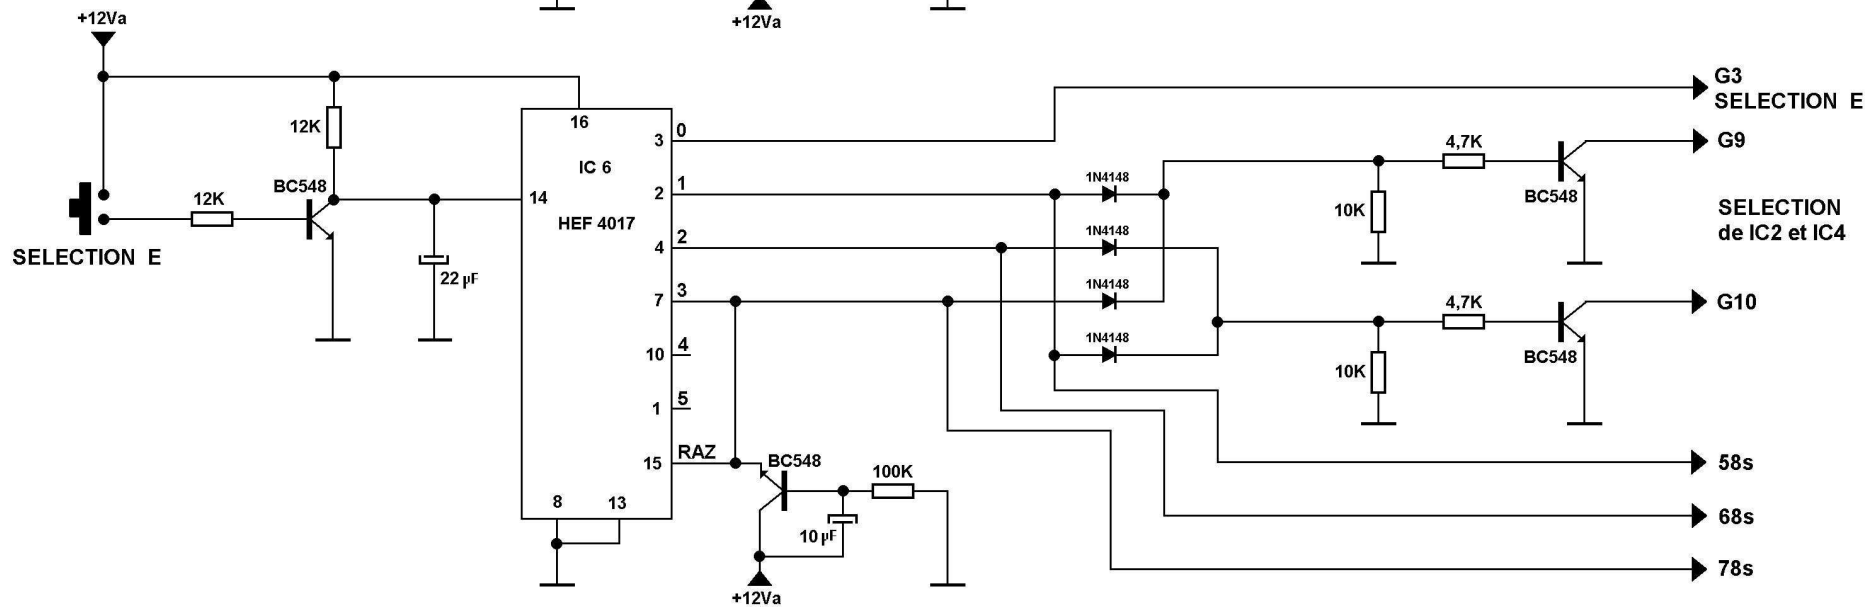 +12Va
+12Va
12K
16
3
0
G3
SELECTION E
IC 6
2
1
1N4148
4,7K
G9
BC548
12K
BC548
14
HEF 4017
10K
SELECTION
de IC2 et IC4
4
2
1N4148
SELECTION E
22 µF
7
3
1N4148
4,7K
G10
10
4
1N4148
BC548
10K
1
5
15
RAZ
BC548
100K
58s
8
13
10 µF
68s
78s
+12Va